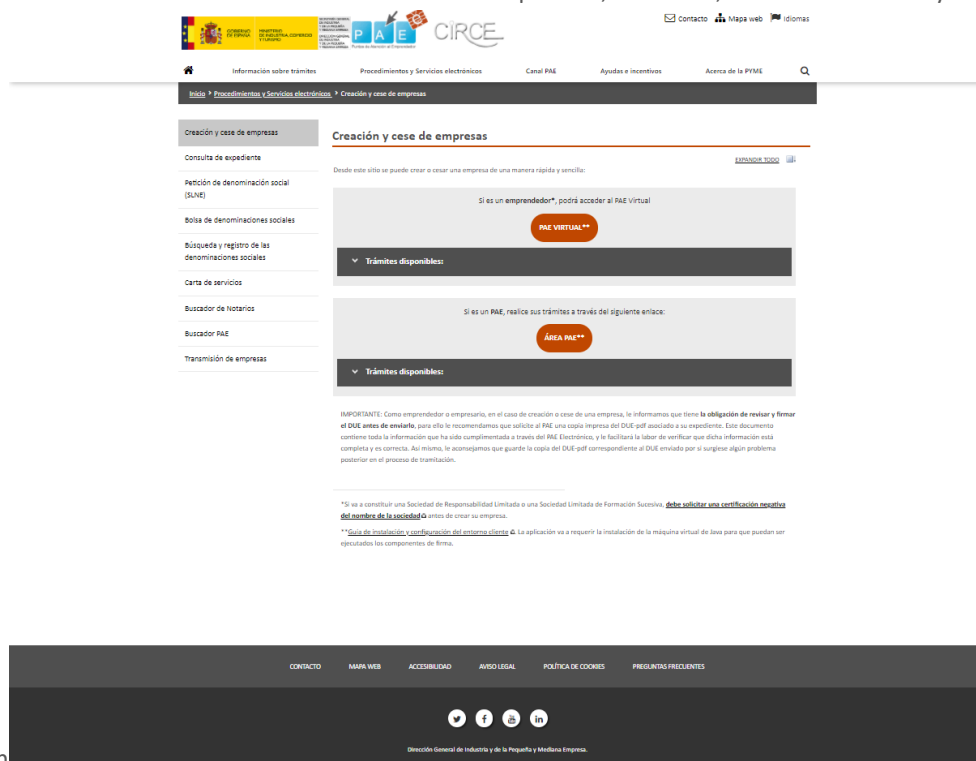 Contacto Mapa web Idiomas
GOBIERNO DE ESPAÑA
MINISTERIO DE INDUSTRIA, COMERCIO Y TURISMO
PAE
Puntos de Atención al Emprendedor
CIRCE
Información sobre trámites Procedimientos y Servicios electrónicos Canal PAE Ayudas e incentivos Acerca de la PYME
Inicio > Procedimientos y Servicios electrónicos > Creación y cese de empresas
Creación y cese de empresas
Consulta de expediente
Petición de denominación social
(SLNE)
Bolsa de denominaciones sociales
Búsqueda y registro de las
denominaciones sociales
Carta de servicios
Buscador de Notarios
Buscador PAE
Transmisión de empresas
Creación y cese de empresas
EXPANDIR TODO
Desde este sitio se puede crear o cesar una empresa de una manera rápida y sencilla:
Si es un emprendedor*, podrá acceder al PAE Virtual
PAE VIRTUAL**
Trámites disponibles:
Si es un PAE, realice sus trámites a través del siguiente enlace:
ÁREA PAE**
Trámites disponibles:
IMPORTANTE: Como emprendedor o empresario, en el caso de creación o cese de una empresa, le informamos que tiene la obligación de revisar y firmar
el DUE antes de enviarlo, para ello le recomendamos que solicite al PAE una copia impresa del DUE-pdf asociado a su expediente. Este documento
contiene toda la información que ha sido cumplimentada a través del PAE Electrónico, y le facilitará la labor de verificar que dicha información está
completa y es correcta. Así mismo, le aconsejamos que guarde la copia del DUE-pdf correspondiente al DUE enviado por si surgiese algún problema
posterior en el proceso de tramitación.
*Si va a constituir una Sociedad de Responsabilidad Limitada o una Sociedad Limitada de Formación Sucesiva, debe solicitar una certificación negativa
del nombre de la sociedad antes de crear su empresa.
**Guía de instalación y configuración del entorno cliente. La aplicación va a requerir la instalación de la máquina virtual de Java para que puedan ser
ejecutados los componentes de firma.
CONTACTO MAPA WEB ACCESIBILIDAD AVISO LEGAL POLÍTICA DE COOKIES PREGUNTAS FRECUENTES
Dirección General de Industria y de la Pequeña y Mediana Empresa.